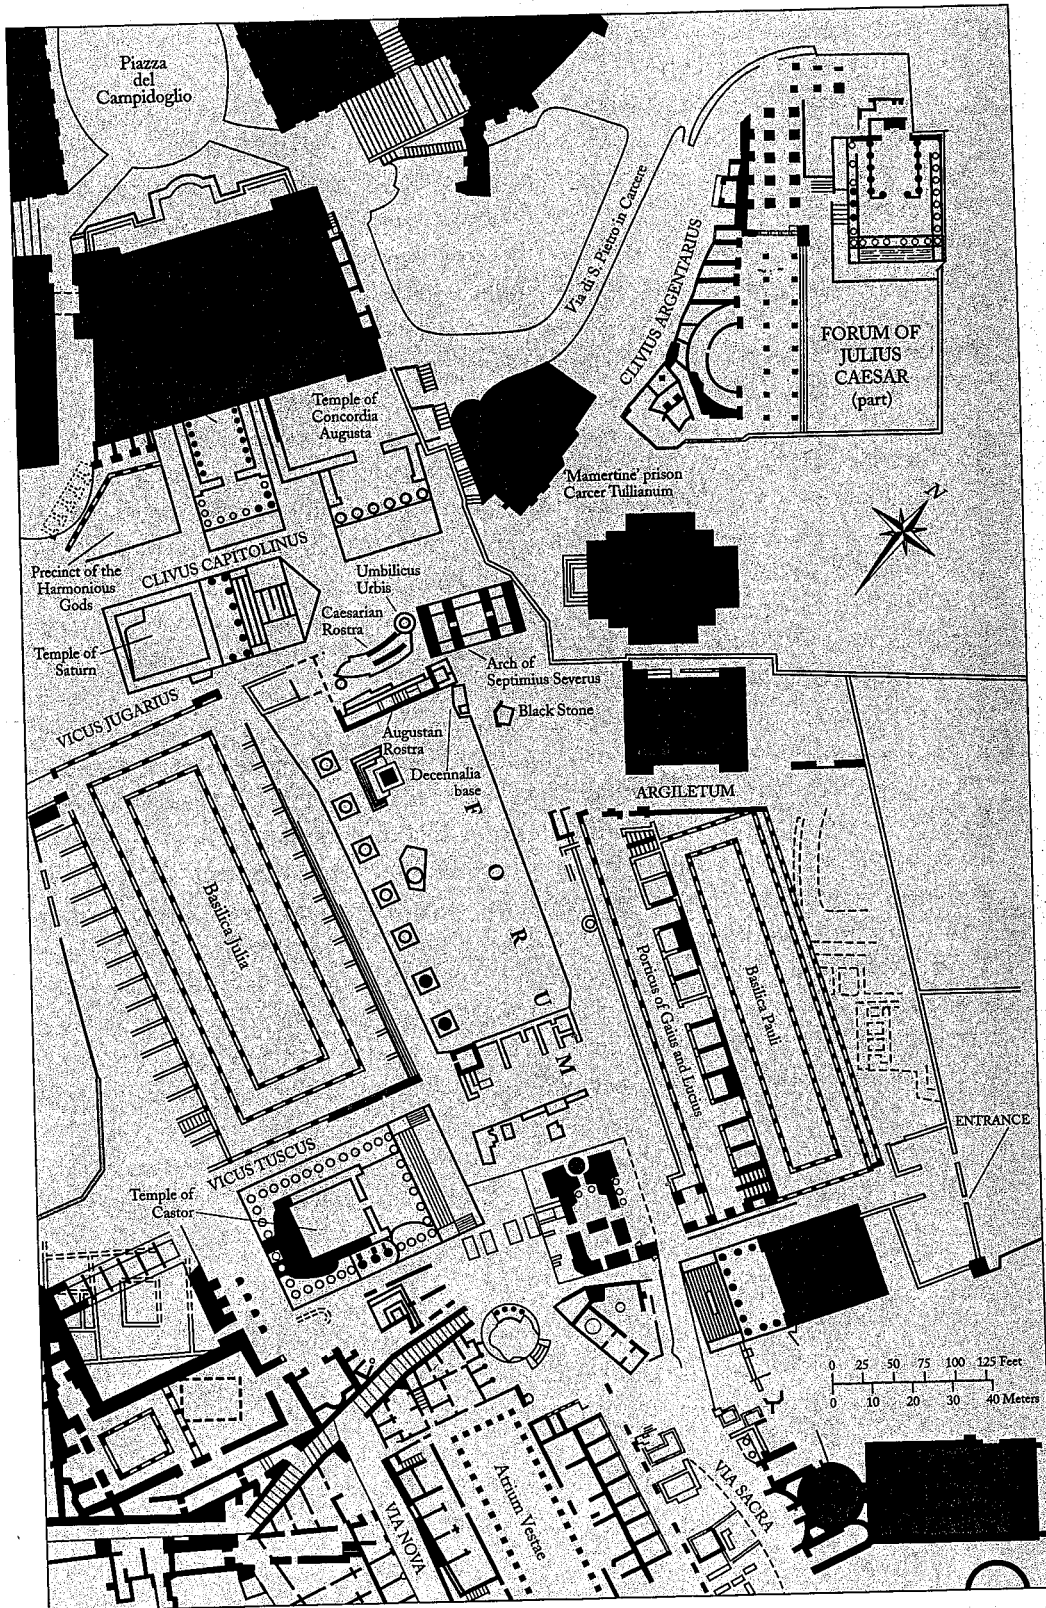 Piazza
del
Campidoglio
Via di S. Pietro in Carcere
CLIVIUS ARGENTARIUS
FORUM OF
JULIUS
CAESAR
(part)
Temple of
Concordia
Augusta
'Mamertine' prison
Carcer Tullianum
N
Precinct of the
Harmonious
Gods
CLIVUS CAPITOLINUS
Umbilicus
Urbis
Caesarian
Rostra
Temple of
Saturn
Arch of
Septimius Severus
VICUS JUGARIUS
Black Stone
Augustan
Rostra
Decennalia
base
ARGILETUM
FORUM
Basilica Julia
Porticus of Gaius and Lucius
Basilica Pauli
ENTRANCE
VICUS TUSCUS
Temple of
Castor
0 25 50 75 100 125 Feet
0 10 20 30 40 Meters
VIA SACRA
Atrium Vestae
VIA NOVA